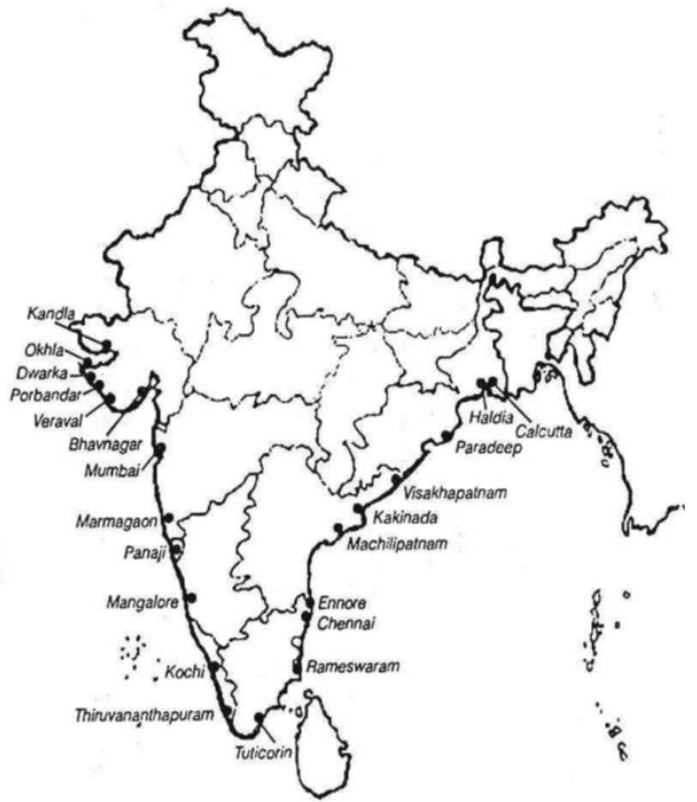 Kandla
Okhla
Dwarka
Porbandar
Veraval
Bhavnagar
Mumbai
Marmagaon
Panaji
Mangalore
Kochi
Thiruvananthapuram
Tuticorin
Rameswaram
Chennai
Ennore
Machilipatnam
Kakinada
Visakhapatnam
Paradeep
Haldia
Calcutta